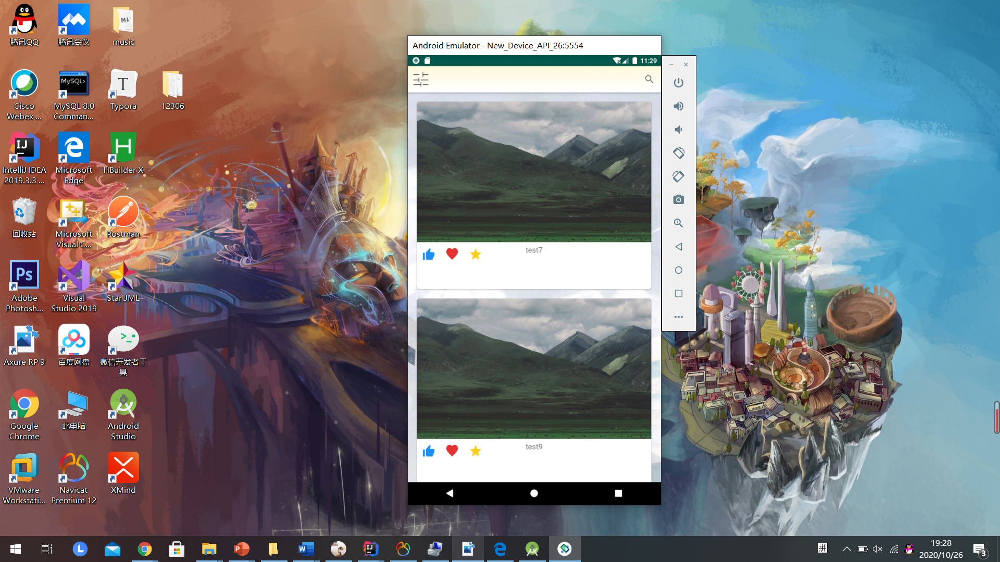 腾讯QQ
腾讯会议
music
Cisco
Webex ...
MySQL>
MySQL 8.0
Comman...
T
Typora
12306
IJ
IntelliJ IDEA
2019.3.3 ...
Microsoft
Edge
H
HBuilder X
回收站
Microsoft
Visual C...
Postman
Ps
Adobe
Photosh...
Visual
Studio 2019
StarUML
Axure RP 9
百度网盘
微信开发者工
具
Google
Chrome
此电脑
Android
Studio
VMware
Workstati...
Navicat
Premium 12
XMind
Android Emulator - New_Device_API_26:5554
11:29
test7
test9
拼
19:28
2020/10/26
3